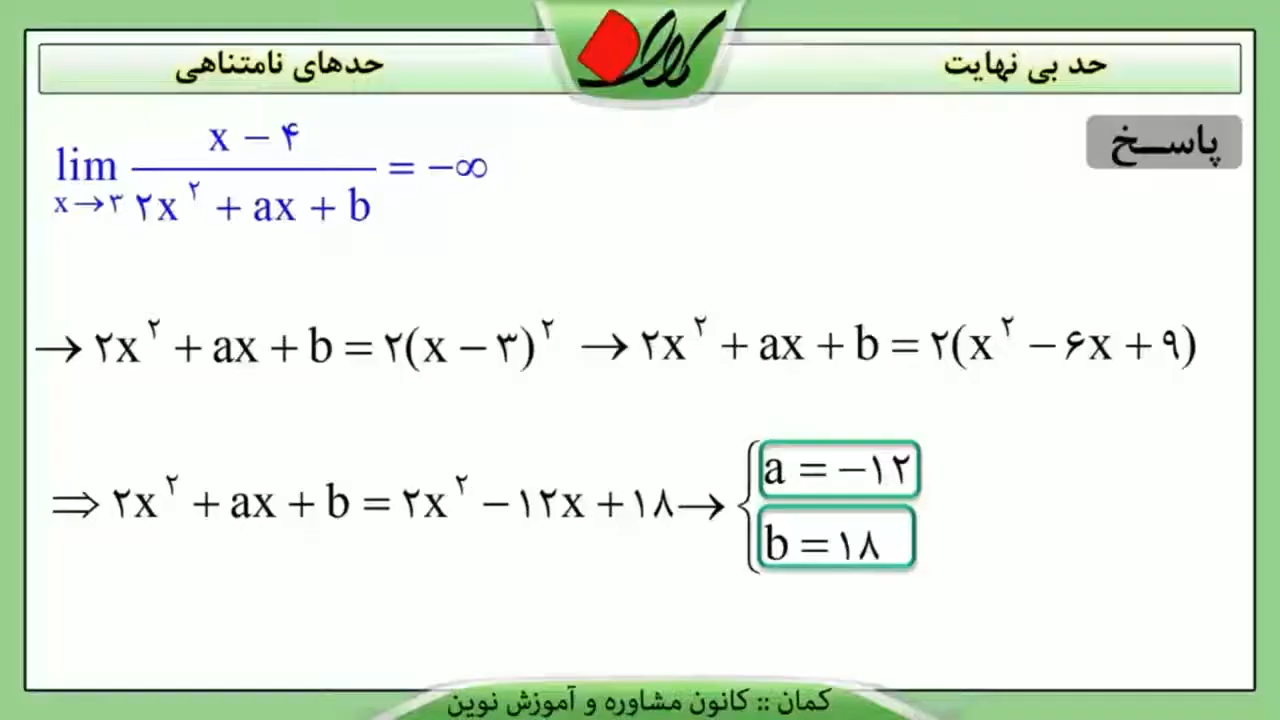 حد بی نهایت
کمان
حدهای نامتناهی
پاســخ
lim x→۳ (x − ۴)/(۲x^۲ + ax + b) = −∞
→ ۲x^۲ + ax + b = ۲(x − ۳)^۲ → ۲x^۲ + ax + b = ۲(x^۲ − ۶x + ۹)
⇒ ۲x^۲ + ax + b = ۲x^۲ − ۱۲x + ۱۸ → { a = −۱۲
b = ۱۸
کمان :: کانون مشاوره و آموزش نوین